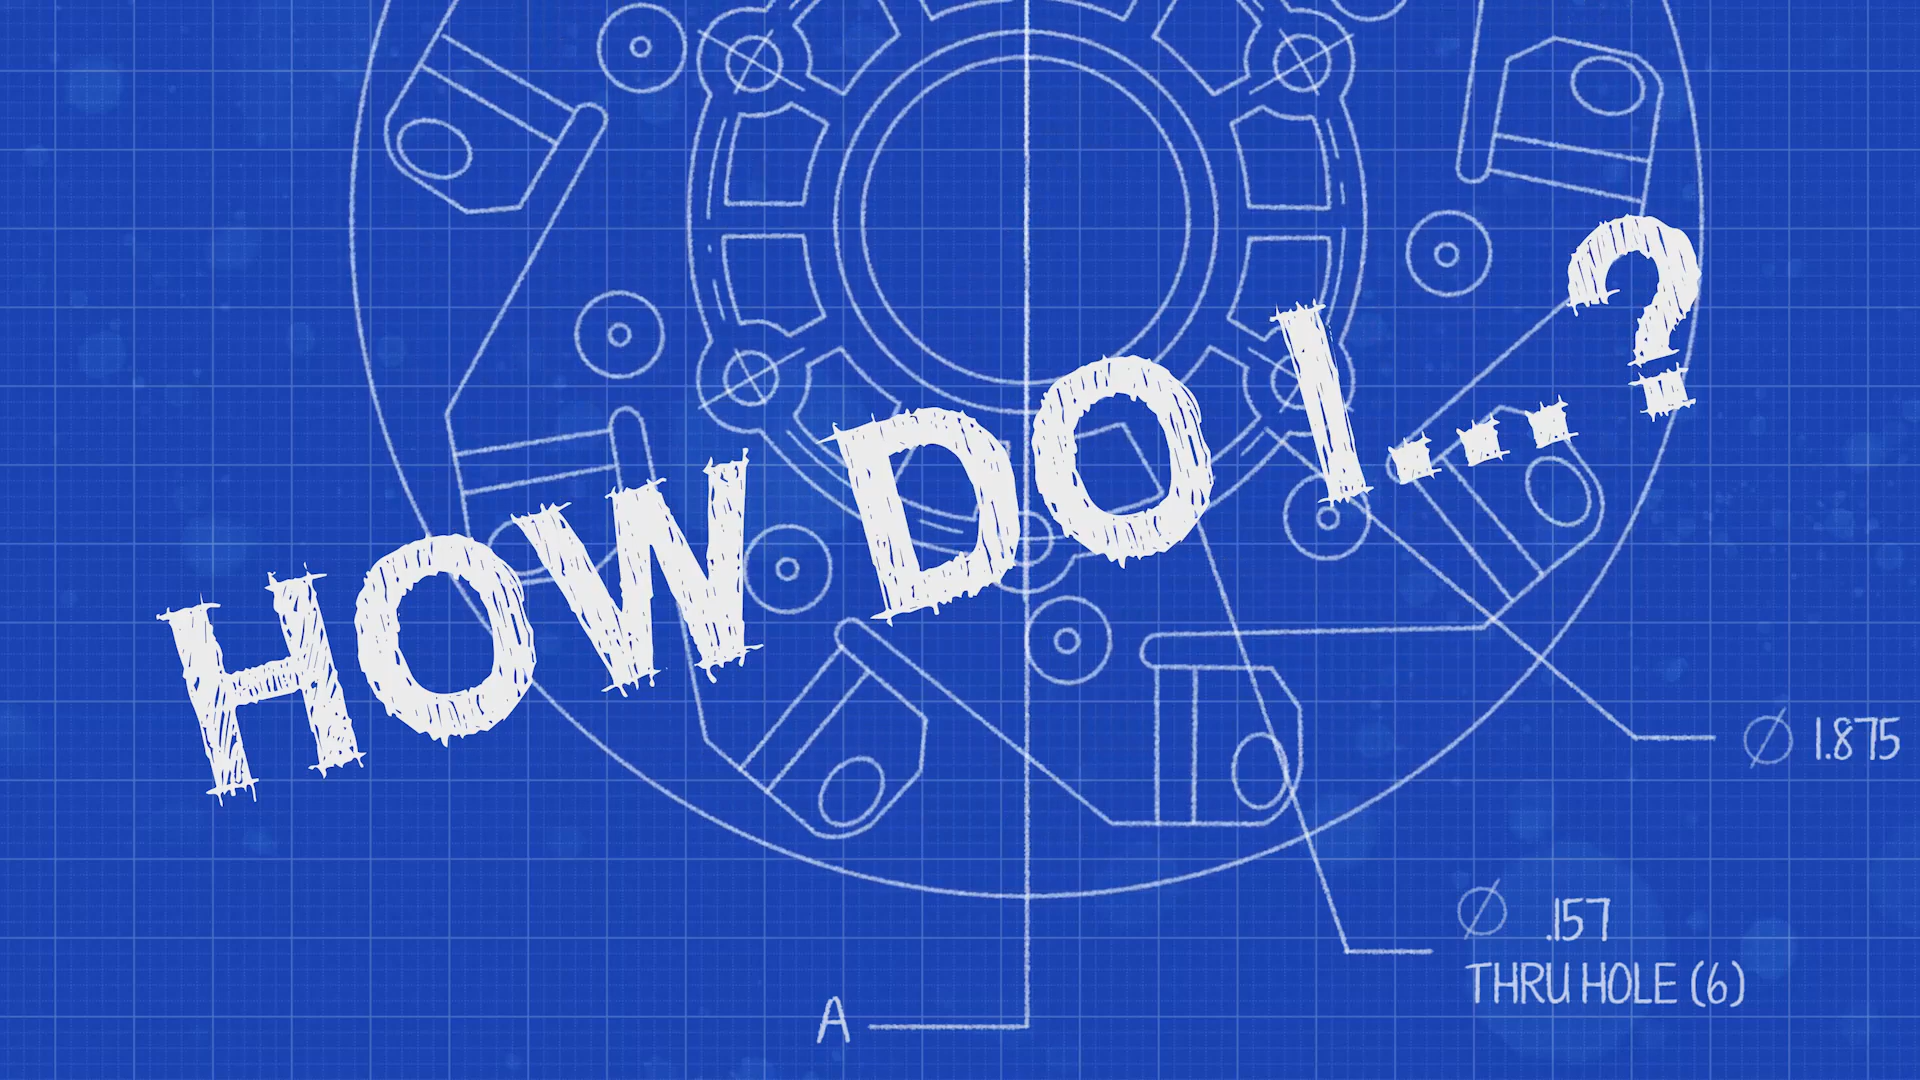 HOW DO I...?
Ø 1.875
Ø .157
THRU HOLE (6)
A